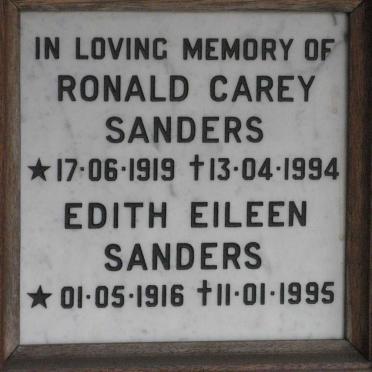 IN LOVING MEMORY OF
RONALD CAREY
SANDERS
★17·06·1919 †13·04·1994
EDITH EILEEN
SANDERS
★01·05·1916 †11·01·1995